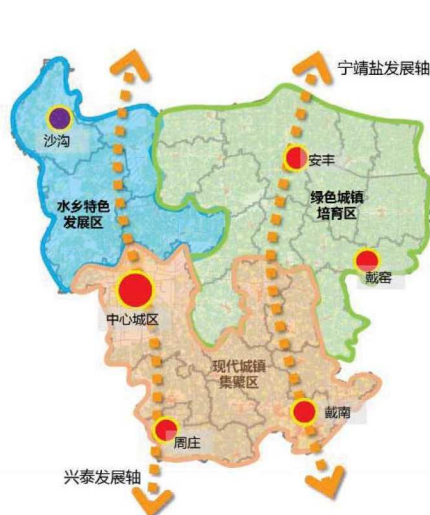 宁靖盐发展轴
沙沟
安丰
水乡特色
发展区
绿色城镇
培育区
戴窑
中心城区
现代城镇
集聚区
戴南
周庄
兴泰发展轴